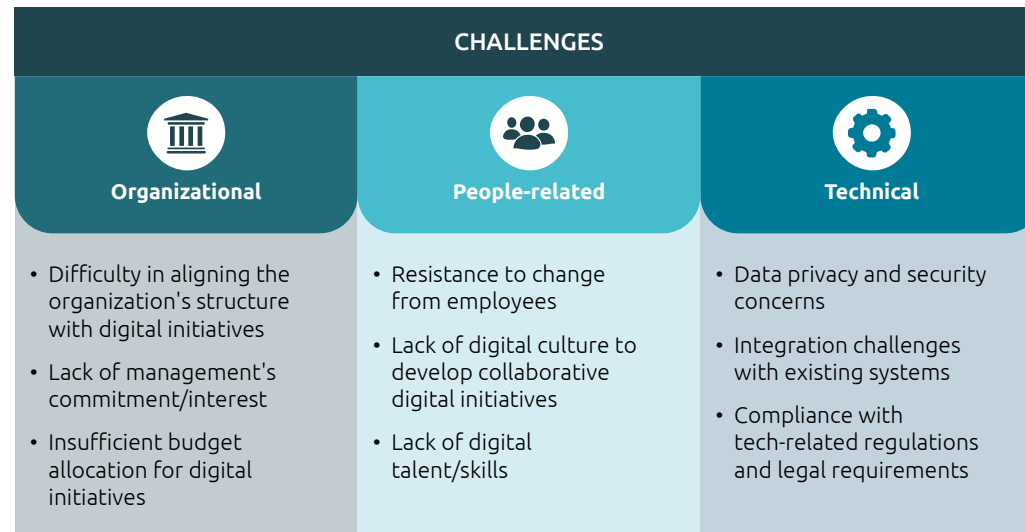 CHALLENGES
Organizational
• Difficulty in aligning the
organization's structure
with digital initiatives
• Lack of management's
commitment/interest
• Insufficient budget
allocation for digital
initiatives
People-related
• Resistance to change
from employees
• Lack of digital culture to
develop collaborative
digital initiatives
• Lack of digital
talent/skills
Technical
• Data privacy and security
concerns
• Integration challenges
with existing systems
• Compliance with
tech-related regulations
and legal requirements